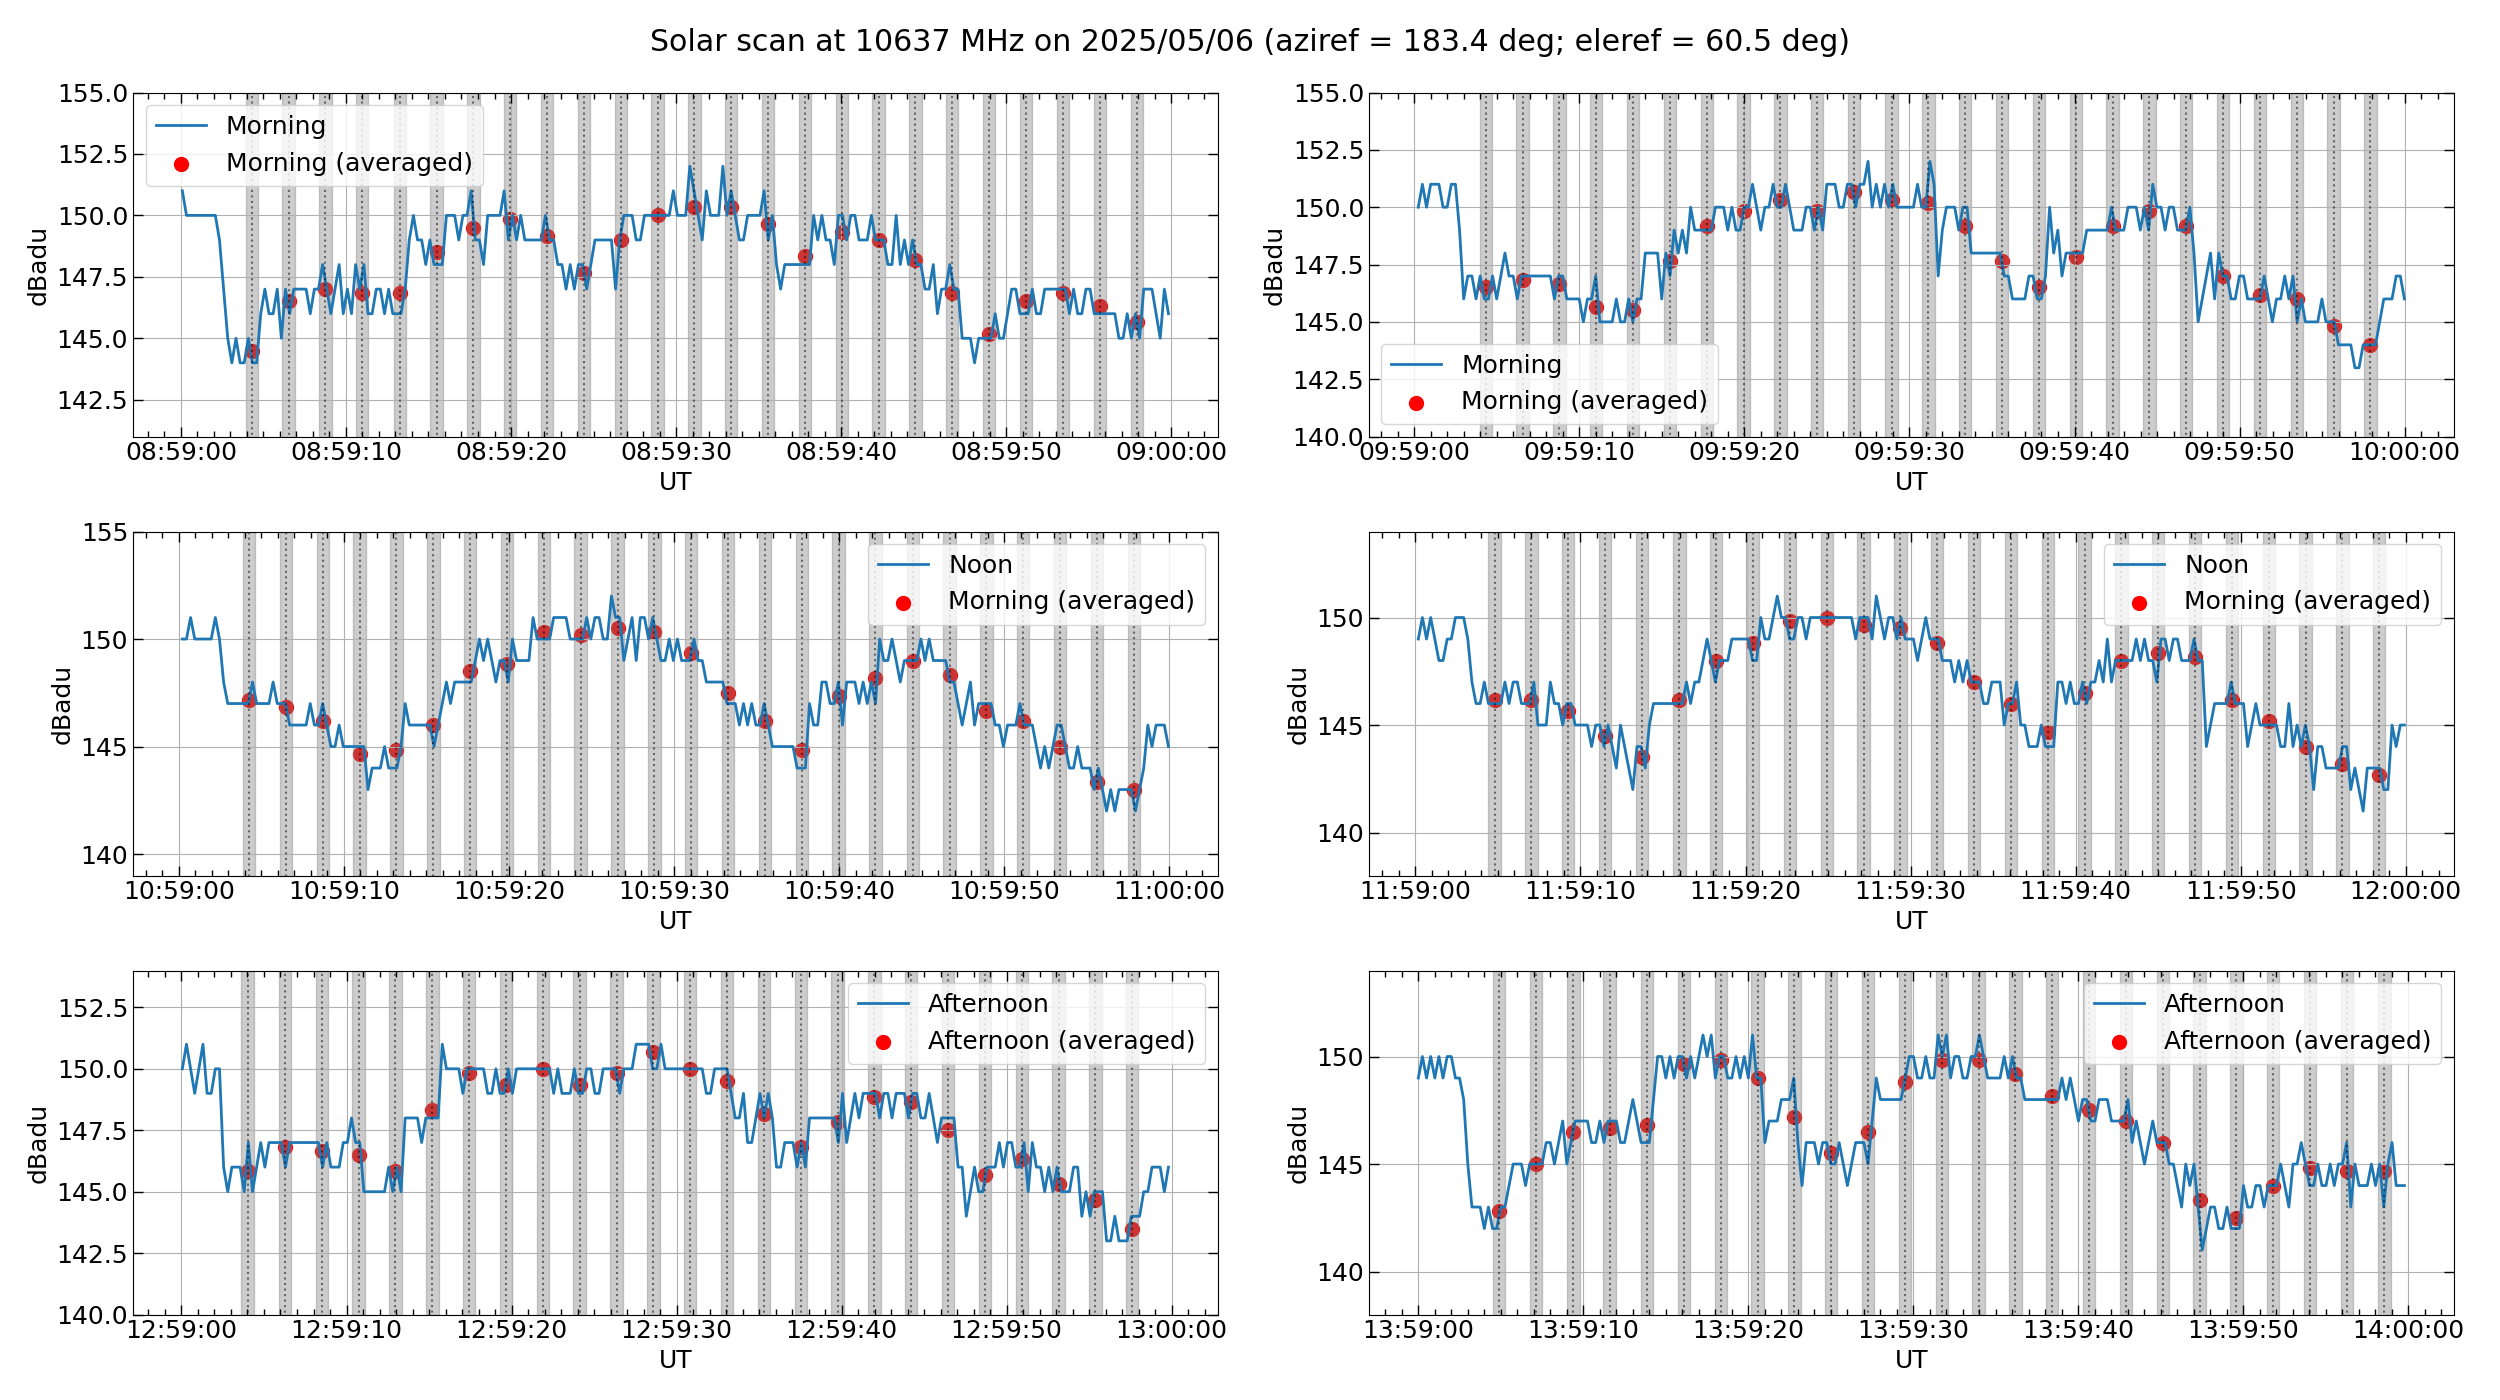 Solar scan at 10637 MHz on 2025/05/06 (aziref = 183.4 deg; eleref = 60.5 deg)
155.0
152.5
150.0
147.5
145.0
142.5
dBadu
Morning
Morning (averaged)
08:59:00 08:59:10 08:59:20 08:59:30 08:59:40 08:59:50 09:00:00
UT
155.0
152.5
150.0
147.5
145.0
142.5
140.0
dBadu
Morning
Morning (averaged)
09:59:00 09:59:10 09:59:20 09:59:30 09:59:40 09:59:50 10:00:00
UT
155
150
145
140
dBadu
Noon
Morning (averaged)
10:59:00 10:59:10 10:59:20 10:59:30 10:59:40 10:59:50 11:00:00
UT
150
145
140
dBadu
Noon
Morning (averaged)
11:59:00 11:59:10 11:59:20 11:59:30 11:59:40 11:59:50 12:00:00
UT
152.5
150.0
147.5
145.0
142.5
140.0
dBadu
Afternoon
Afternoon (averaged)
12:59:00 12:59:10 12:59:20 12:59:30 12:59:40 12:59:50 13:00:00
UT
150
145
140
dBadu
Afternoon
Afternoon (averaged)
13:59:00 13:59:10 13:59:20 13:59:30 13:59:40 13:59:50 14:00:00
UT